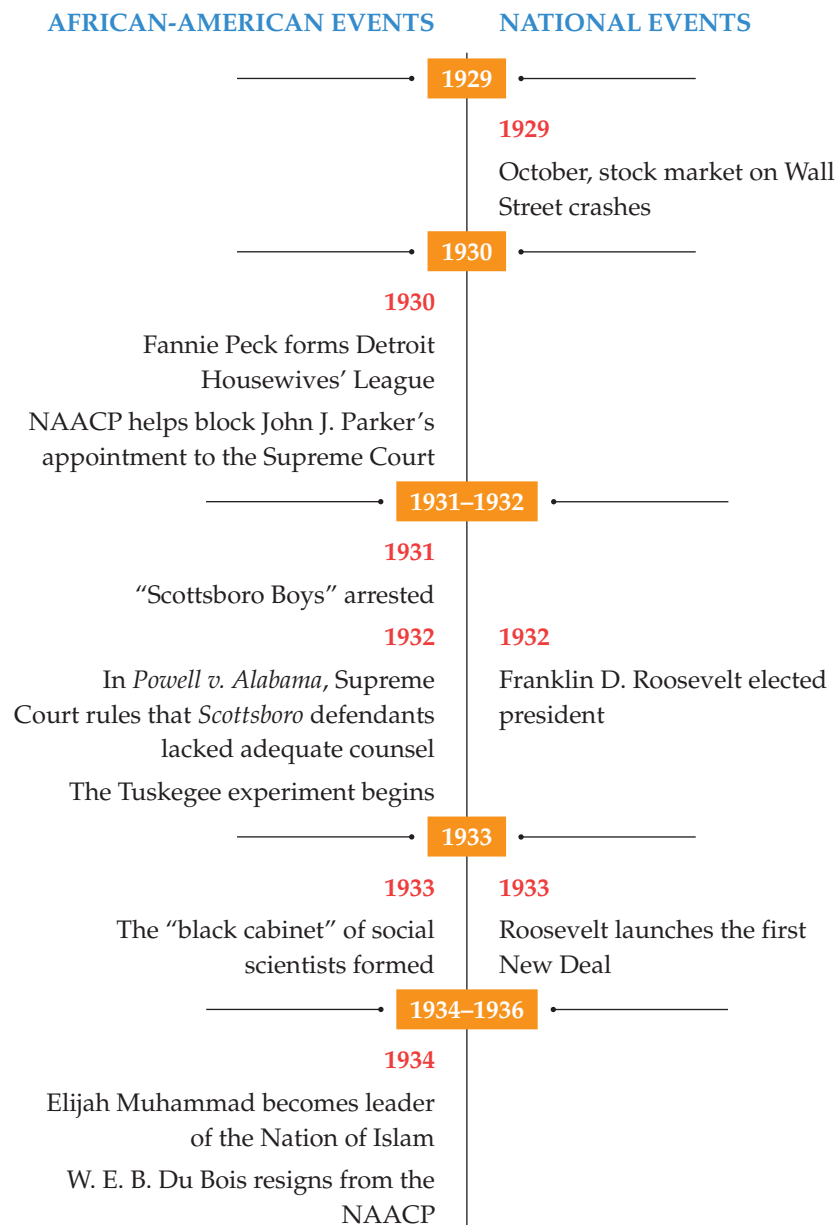 AFRICAN-AMERICAN EVENTS
NATIONAL EVENTS
1929
1929
October, stock market on Wall
Street crashes
1930
1930
Fannie Peck forms Detroit
Housewives’ League
NAACP helps block John J. Parker’s
appointment to the Supreme Court
1931–1932
1931
“Scottsboro Boys” arrested
1932
In Powell v. Alabama, Supreme
Court rules that Scottsboro defendants
lacked adequate counsel
The Tuskegee experiment begins
1932
Franklin D. Roosevelt elected
president
1933
1933
The “black cabinet” of social
scientists formed
1933
Roosevelt launches the first
New Deal
1934–1936
1934
Elijah Muhammad becomes leader
of the Nation of Islam
W. E. B. Du Bois resigns from the
NAACP